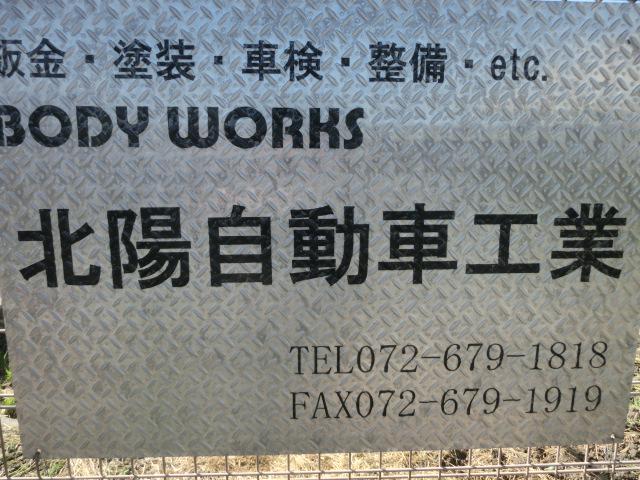 鈑金・塗装・車検・整備・etc.
BODY WORKS
北陽自動車工業
TEL072-679-1818
FAX072-679-1919